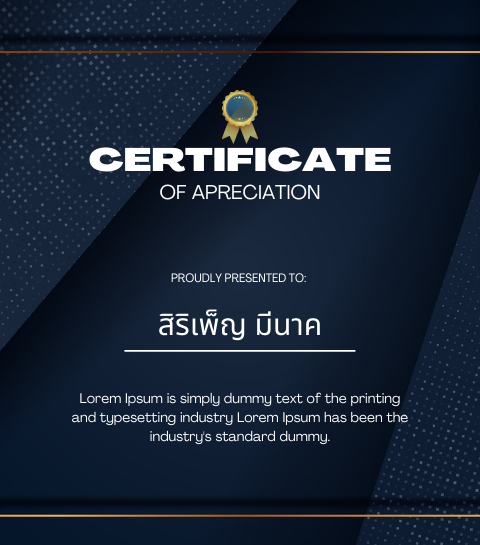 CERTIFICATE
OF APRECIATION
PROUDLY PRESENTED TO:
สิริเพ็ญ มีนาค
Lorem Ipsum is simply dummy text of the printing
and typesetting industry Lorem Ipsum has been the
industry's standard dummy.